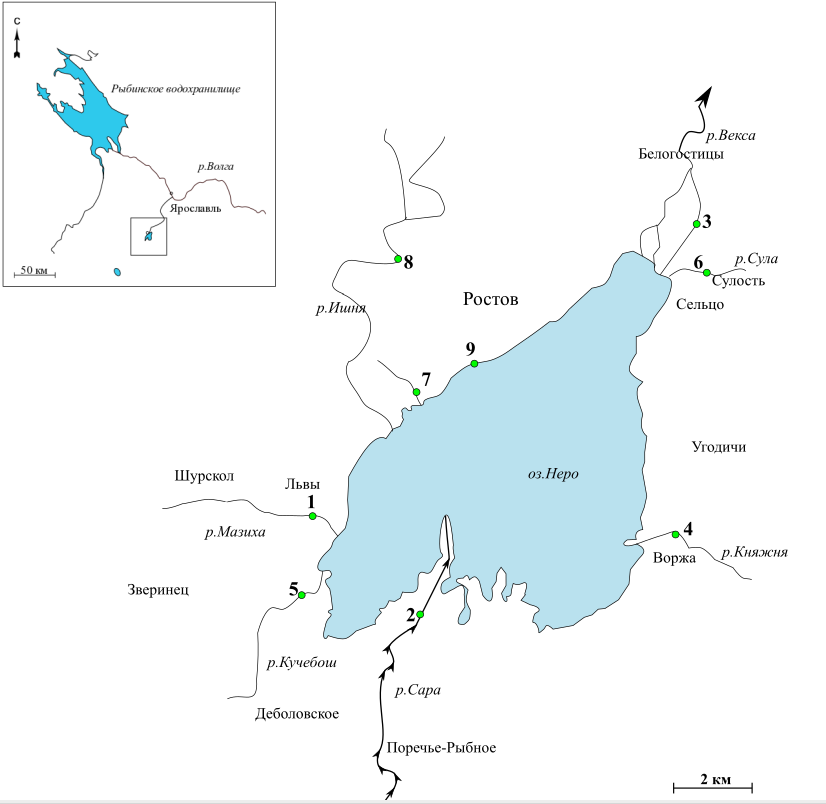 С
Рыбинское водохранилище
р.Волга
Ярославль
50 км
р.Векса
Белогостицы
3
6
р.Сула
Сулость
Сельцо
8
Ростов
р.Ишня
9
7
Угодичи
оз.Неро
Шурскол
Львы
1
р.Мазиха
4
Воржа
р.Княжня
Зверинец
5
2
р.Кучебош
р.Сара
Деболовское
Поречье-Рыбное
2 км